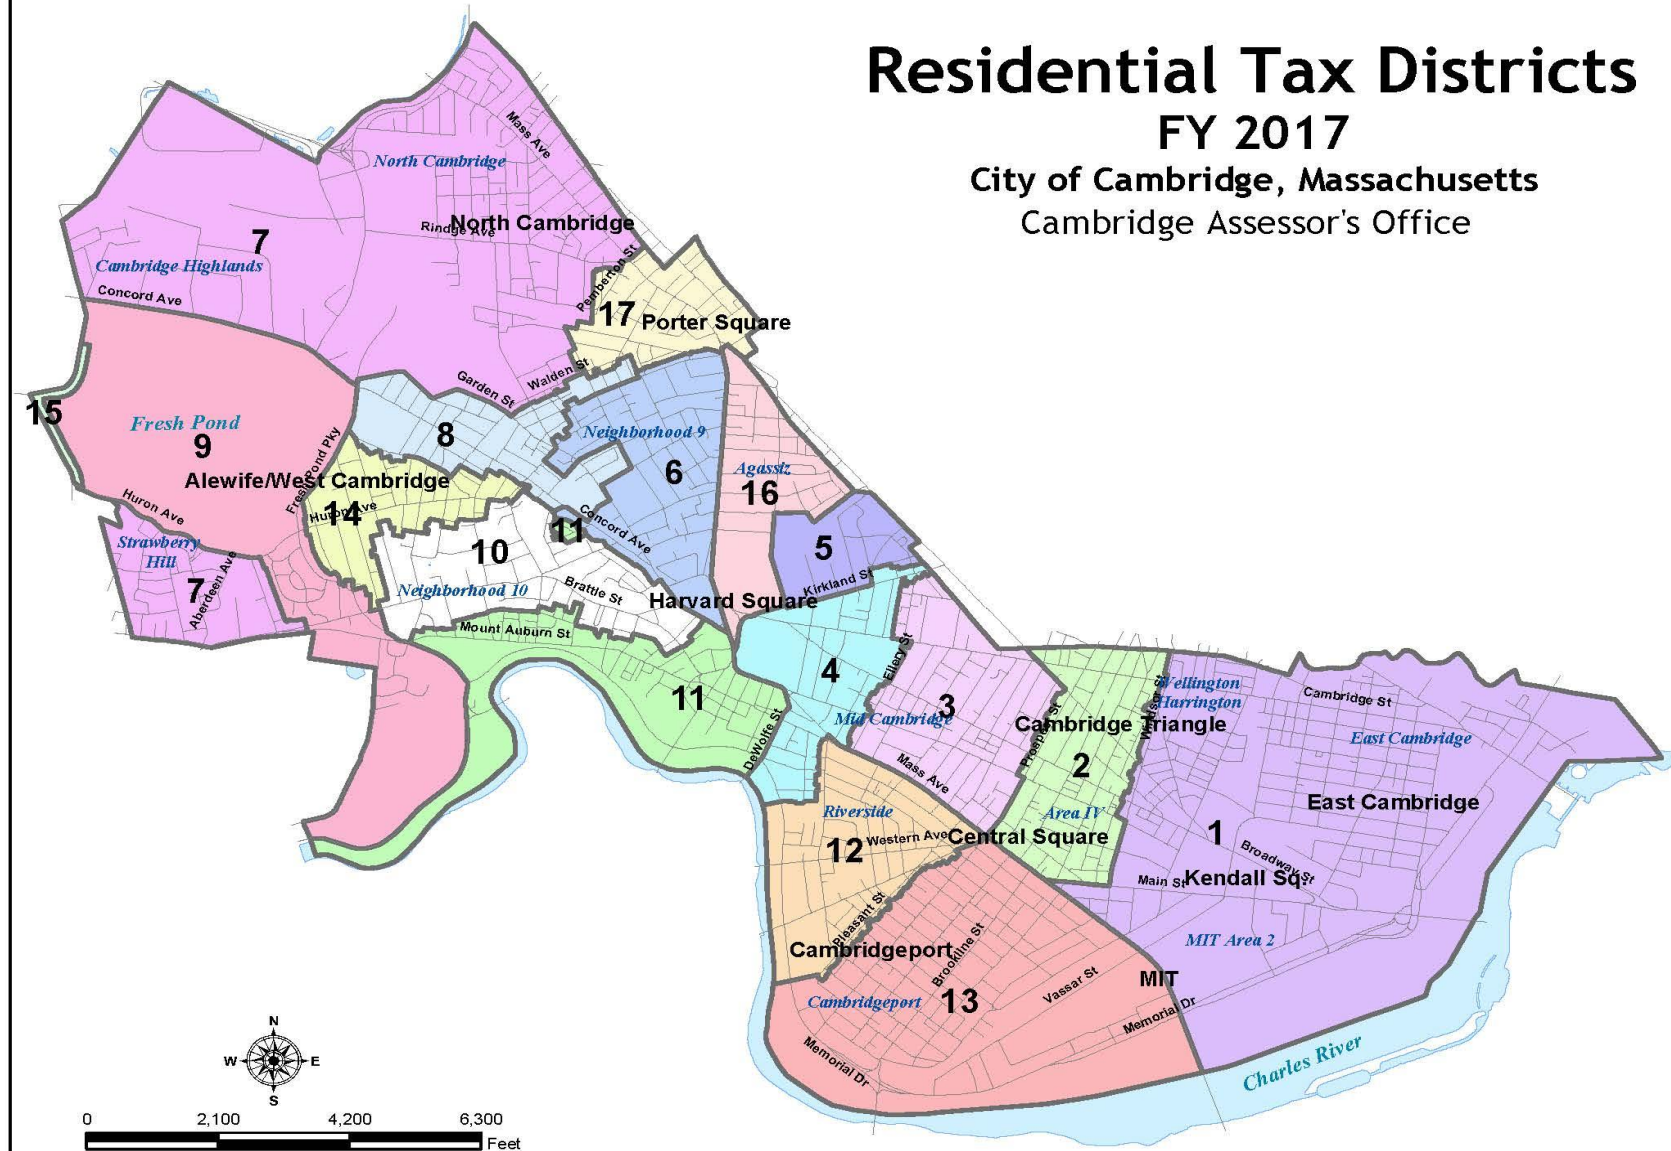 Residential Tax Districts
FY 2017
City of Cambridge, Massachusetts
Cambridge Assessor's Office
Mass Ave
North Cambridge
North Cambridge
Rindge Ave
7
Cambridge Highlands
Concord Ave
Pemberton St
17
Porter Square
Walden St
Garden St
15
Fresh Pond
9
8
Neighborhood 9
6
Agassiz
16
Fresh Pond Pky
Alewife/West Cambridge
Huron Ave
Huron Ave
14
Concord Ave
11
10
5
Strawberry
Hill
7
Aberdeen Ave
Neighborhood 10
Brattle St
Kirkland St
Harvard Square
Mount Auburn St
11
4
Ellery St
3
Mid Cambridge
DeWolfe St
Mass Ave
Prospect St
Cambridge Triangle
Windsor St
Wellington
Harrington
2
Cambridge St
East Cambridge
East Cambridge
Area IV
Riverside
12
Western Ave
Central Square
1
Broadway St
Main St
Kendall Sq.
Pleasant St
Cambridgeport
Brookline St
MIT Area 2
MIT
Vassar St
Cambridgeport
13
Memorial Dr
Memorial Dr
Charles River
N
W
E
S
0
2,100
4,200
6,300
Feet